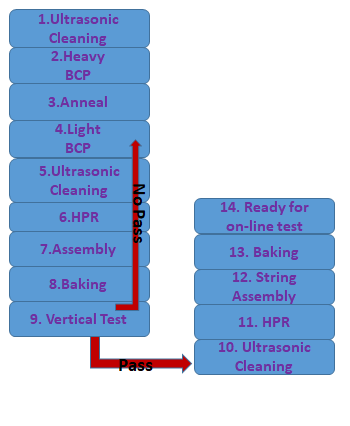 1.Ultrasonic
Cleaning
2.Heavy
BCP
3.Anneal
4.Light
BCP
5.Ultrasonic
Cleaning
6.HPR
7.Assembly
8.Baking
9. Vertical Test
No Pass
Pass
14. Ready for
on-line test
13. Baking
12. String
Assembly
11. HPR
10. Ultrasonic
Cleaning